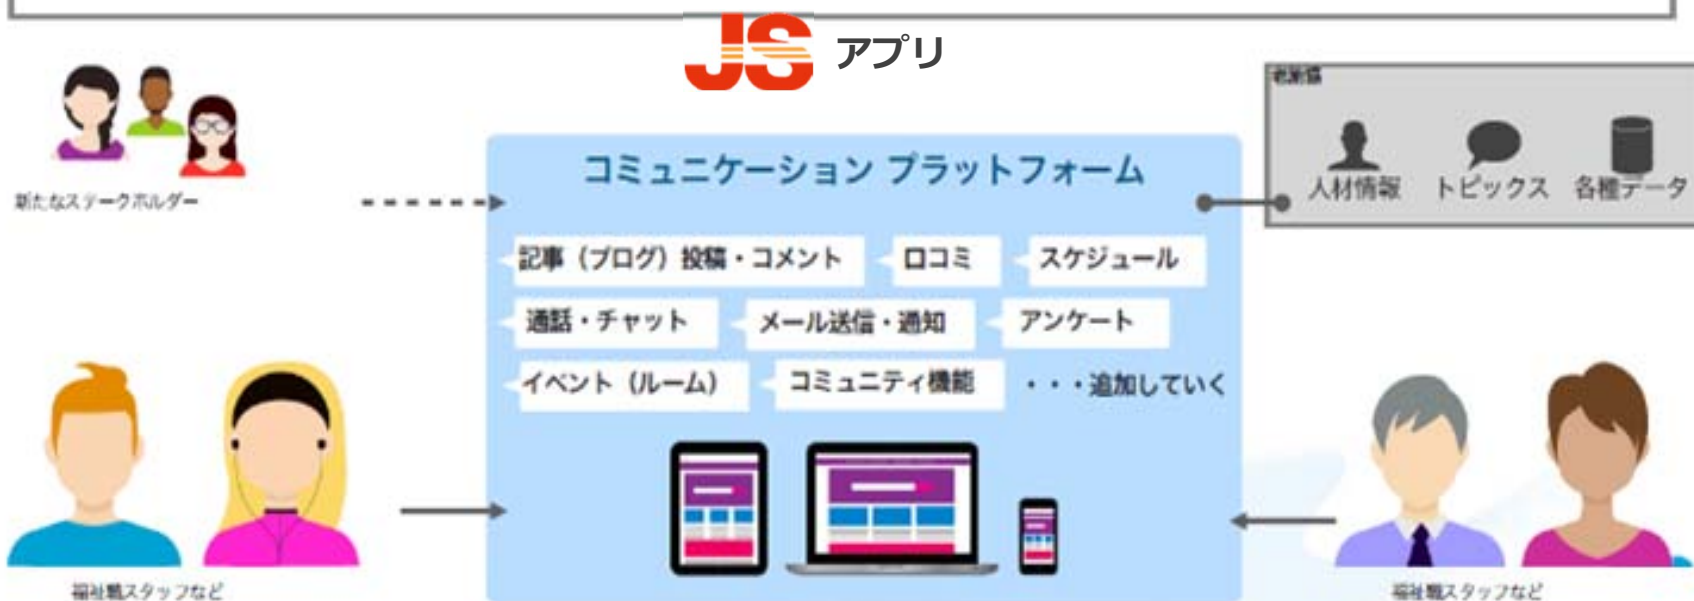 JS アプリ
老施協
人材情報 トピックス 各種データ
新たなステークホルダー
コミュニケーション プラットフォーム
記事（ブログ）投稿・コメント 口コミ スケジュール
通話・チャット メール送信・通知 アンケート
イベント（ルーム） コミュニティ機能 ・・・追加していく
福祉職スタッフなど
福祉職スタッフなど